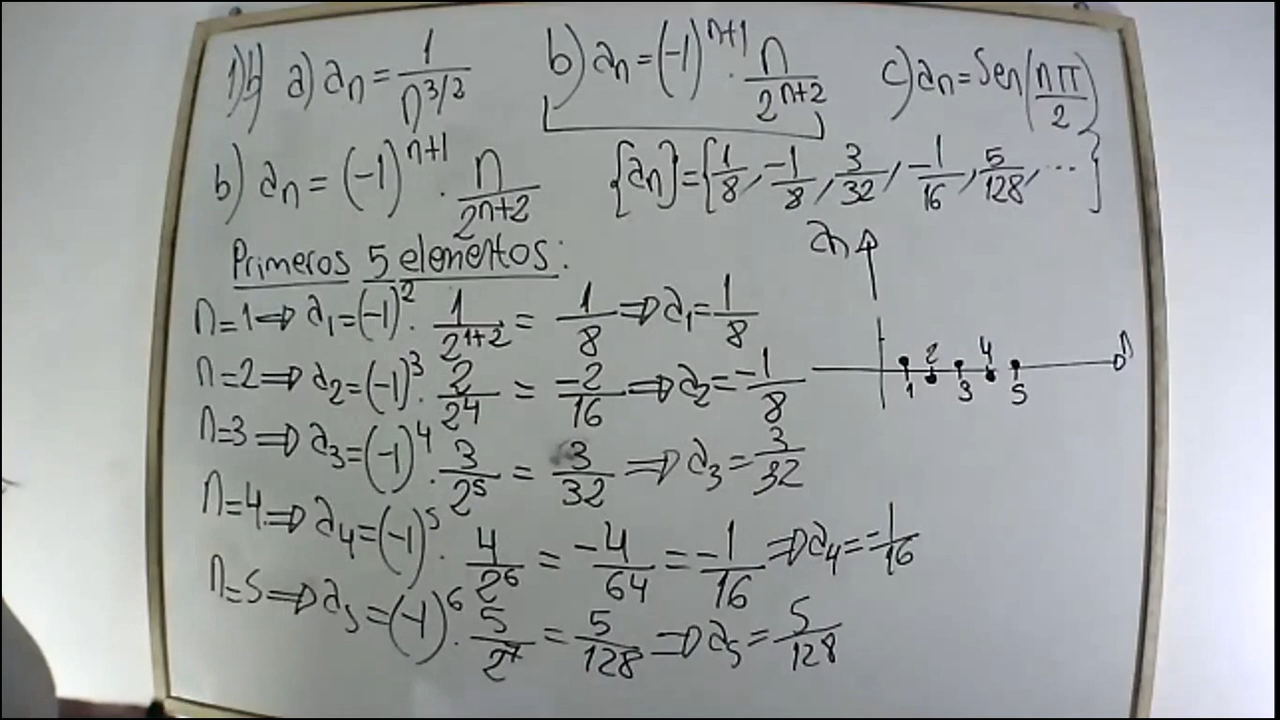 1)b) a) an = 1/n^(3/2)  b) an = (-1)^(n+1) · n/2^(n+2)  c) an = Sen(nπ/2)
b) an = (-1)^(n+1) · n/2^(n+2)  {an} = {1/8, -1/8, 3/32, -1/16, 5/128, ...}
Primeros 5 elementos:
n=1 ⇒ a1 = (-1)^2 · 1/2^(1+2) = 1/8 ⇒ a1 = 1/8
n=2 ⇒ a2 = (-1)^3 · 2/2^4 = -2/16 ⇒ a2 = -1/8
n=3 ⇒ a3 = (-1)^4 · 3/2^5 = 3/32 ⇒ a3 = 3/32
n=4 ⇒ a4 = (-1)^5 · 4/2^6 = -4/64 = -1/16 ⇒ a4 = -1/16
n=5 ⇒ a5 = (-1)^6 · 5/2^7 = 5/128 ⇒ a5 = 5/128
an
n
1 2 3 4 5